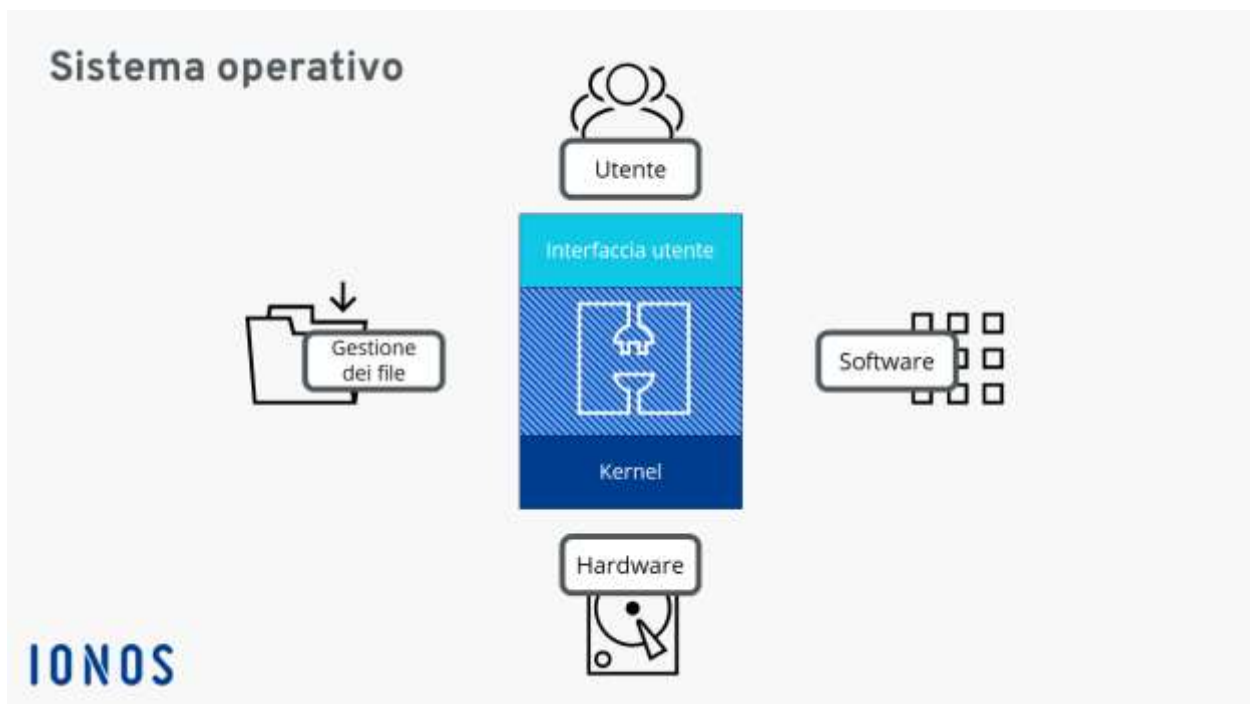 Sistema operativo
Utente
Interfaccia utente
Gestione
dei file
Software
Kernel
Hardware
IONOS